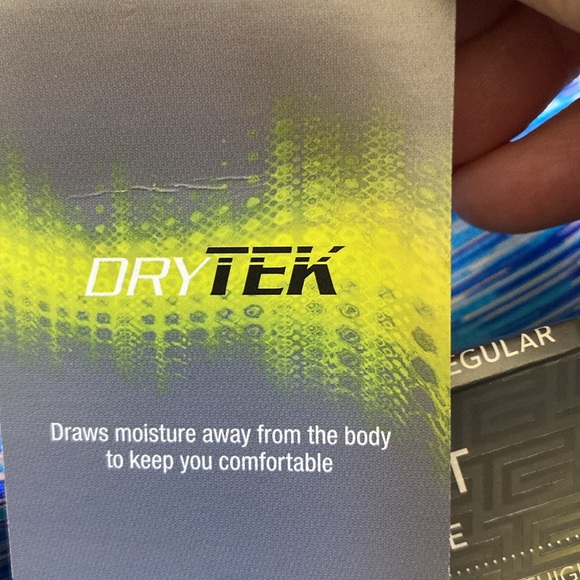 DRYTEK
Draws moisture away from the body
to keep you comfortable
EGULAR
T
E